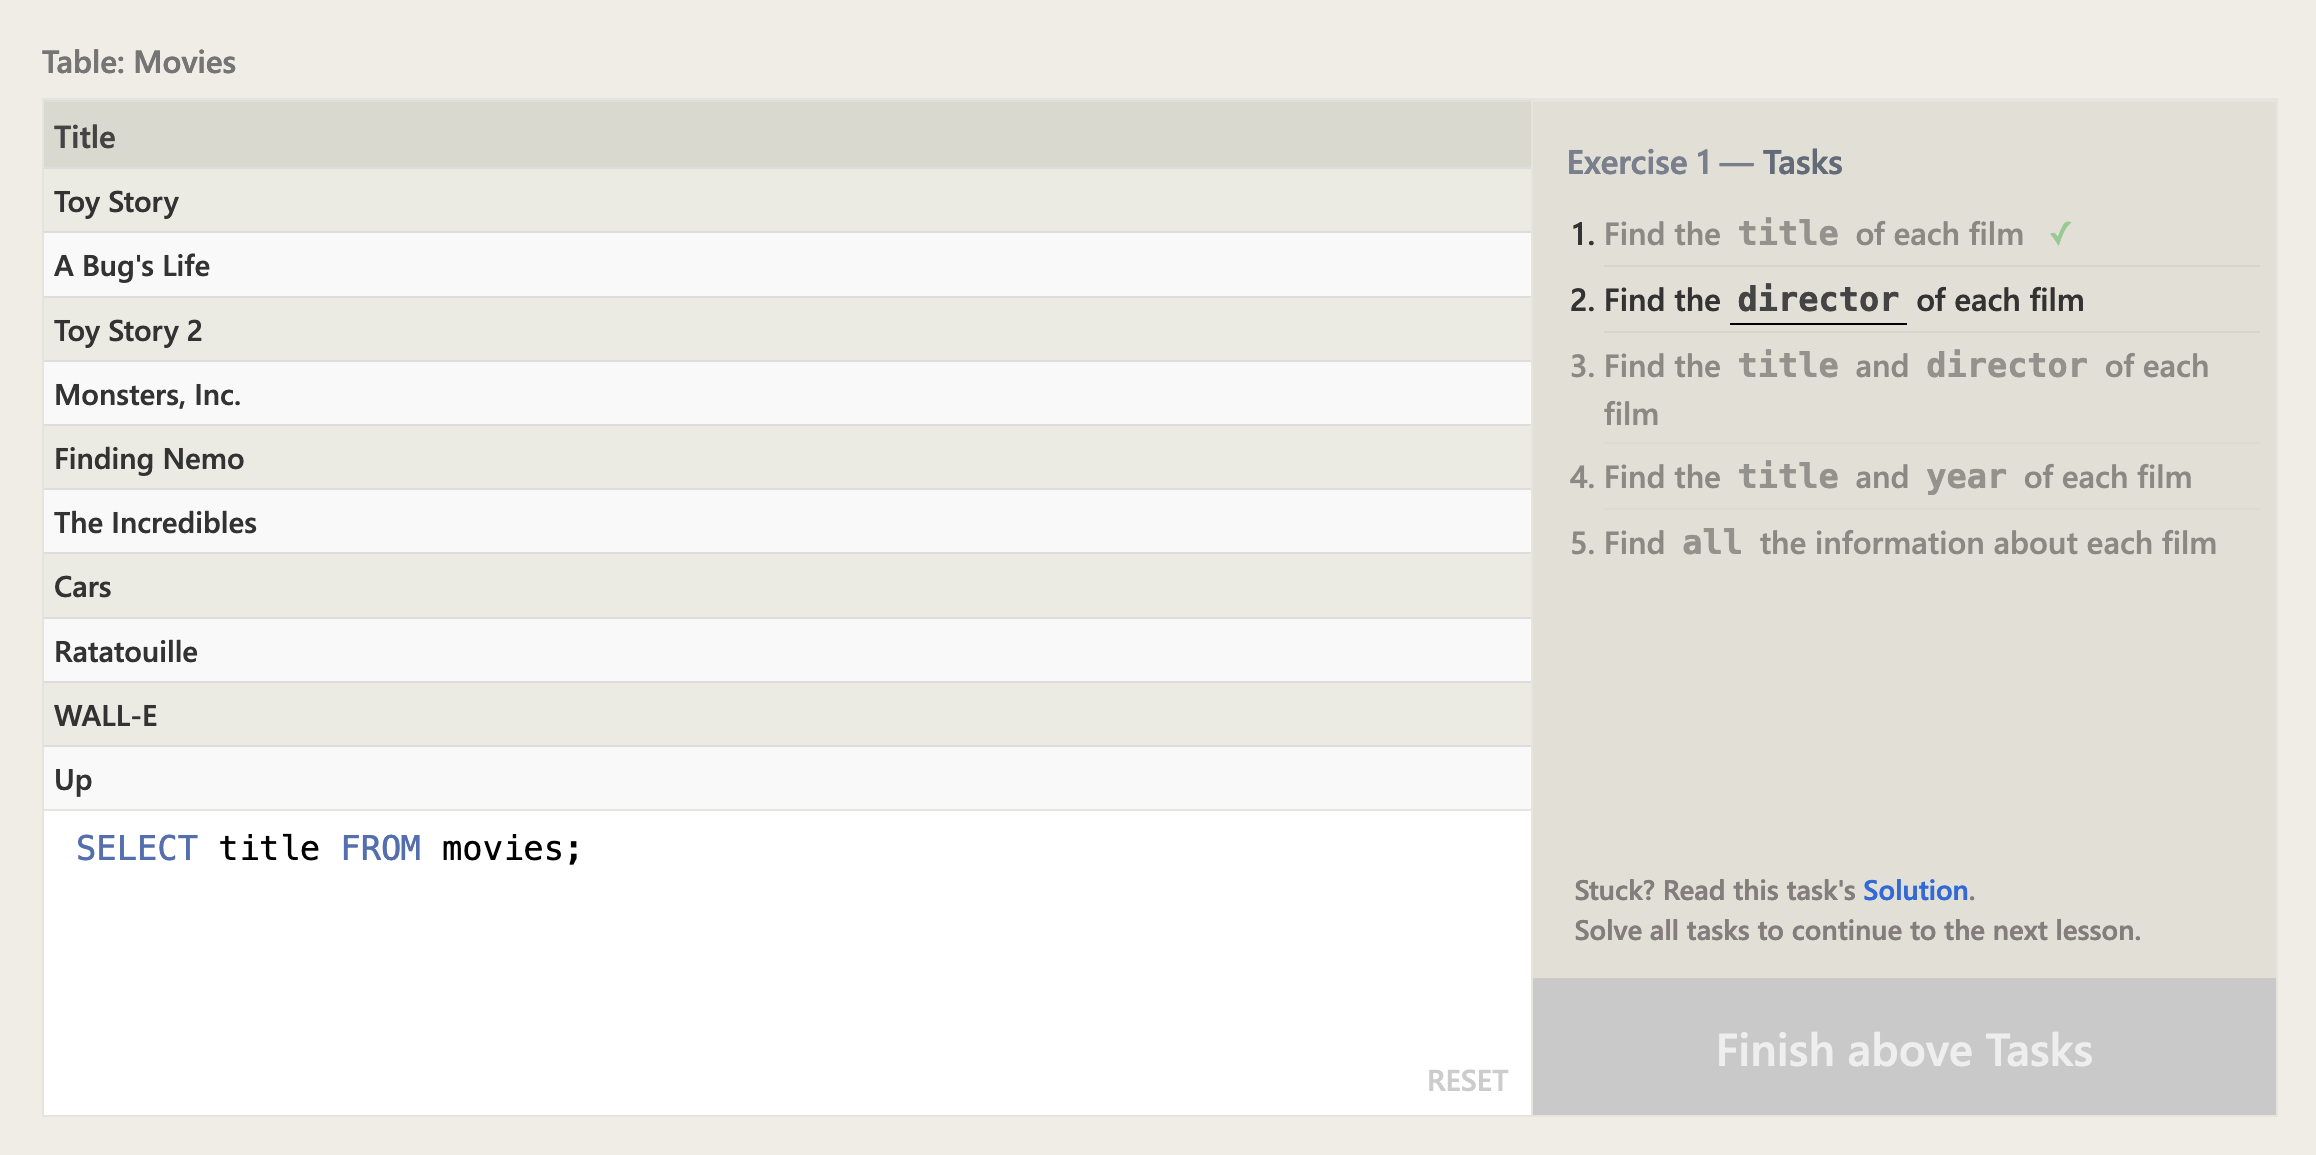 Table: Movies
Title
Toy Story
A Bug's Life
Toy Story 2
Monsters, Inc.
Finding Nemo
The Incredibles
Cars
Ratatouille
WALL-E
Up
SELECT title FROM movies;
RESET
Exercise 1 — Tasks
1. Find the title of each film ✓
2. Find the director of each film
3. Find the title and director of each
film
4. Find the title and year of each film
5. Find all the information about each film
Stuck? Read this task's Solution.
Solve all tasks to continue to the next lesson.
Finish above Tasks